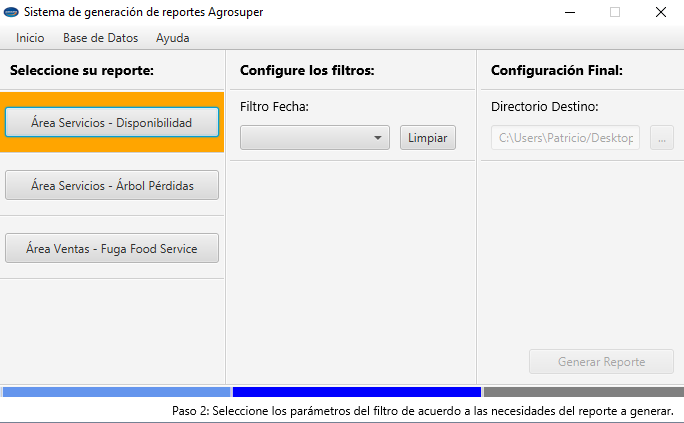 Sistema de generación de reportes Agrosuper
Inicio Base de Datos Ayuda
Seleccione su reporte:
Área Servicios - Disponibilidad
Área Servicios - Árbol Pérdidas
Área Ventas - Fuga Food Service
Configure los filtros:
Filtro Fecha:
Limpiar
Configuración Final:
Directorio Destino:
C:\Users\Patricio/Desktop
...
Generar Reporte
Paso 2: Seleccione los parámetros del filtro de acuerdo a las necesidades del reporte a generar.